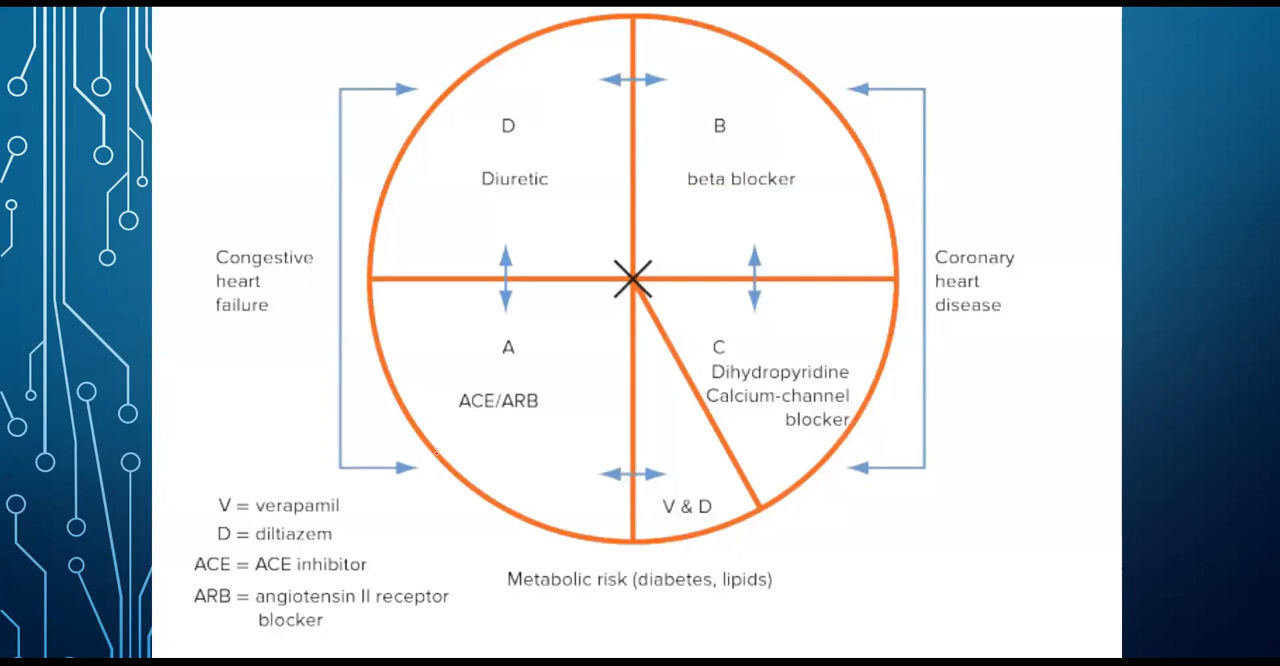 D
Diuretic
B
beta blocker
Congestive
heart
failure
Coronary
heart
disease
A
ACE/ARB
C
Dihydropyridine
Calcium-channel
blocker
V & D
V = verapamil
D = diltiazem
ACE = ACE inhibitor
ARB = angiotensin II receptor
blocker
Metabolic risk (diabetes, lipids)